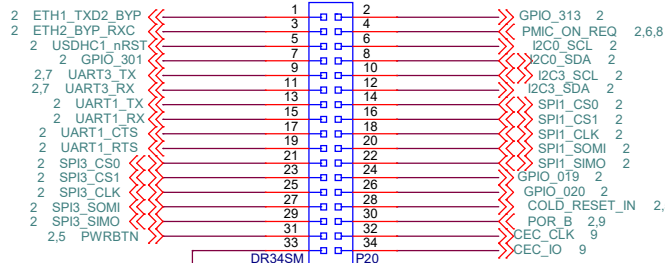 2 ETH1_TXD2_BYP 1 2 GPIO_313 2
2 ETH2_BYP_RXC 3 4 PMIC_ON_REQ 2,6,8
2 USDHC1_nRST 5 6 I2C0_SCL 2
2 GPIO_301 7 8 I2C0_SDA 2
2,7 UART3_TX 9 10 I2C3_SCL 2
2,7 UART3_RX 11 12 I2C3_SDA 2
2 UART1_TX 13 14 SPI1_CS0 2
2 UART1_RX 15 16 SPI1_CS1 2
2 UART1_CTS 17 18 SPI1_CLK 2
2 UART1_RTS 19 20 SPI1_SOMI 2
2 SPI3_CS0 21 22 SPI1_SIMO 2
2 SPI3_CS1 23 24 GPIO_019 2
2 SPI3_CLK 25 26 GPIO_020 2
2 SPI3_SOMI 27 28 COLD_RESET_IN 2,
2 SPI3_SIMO 29 30 POR_B 2,9
2,5 PWRBTN 31 32 CEC_CLK 9
33 34 CEC_IO 9
DR34SM P20